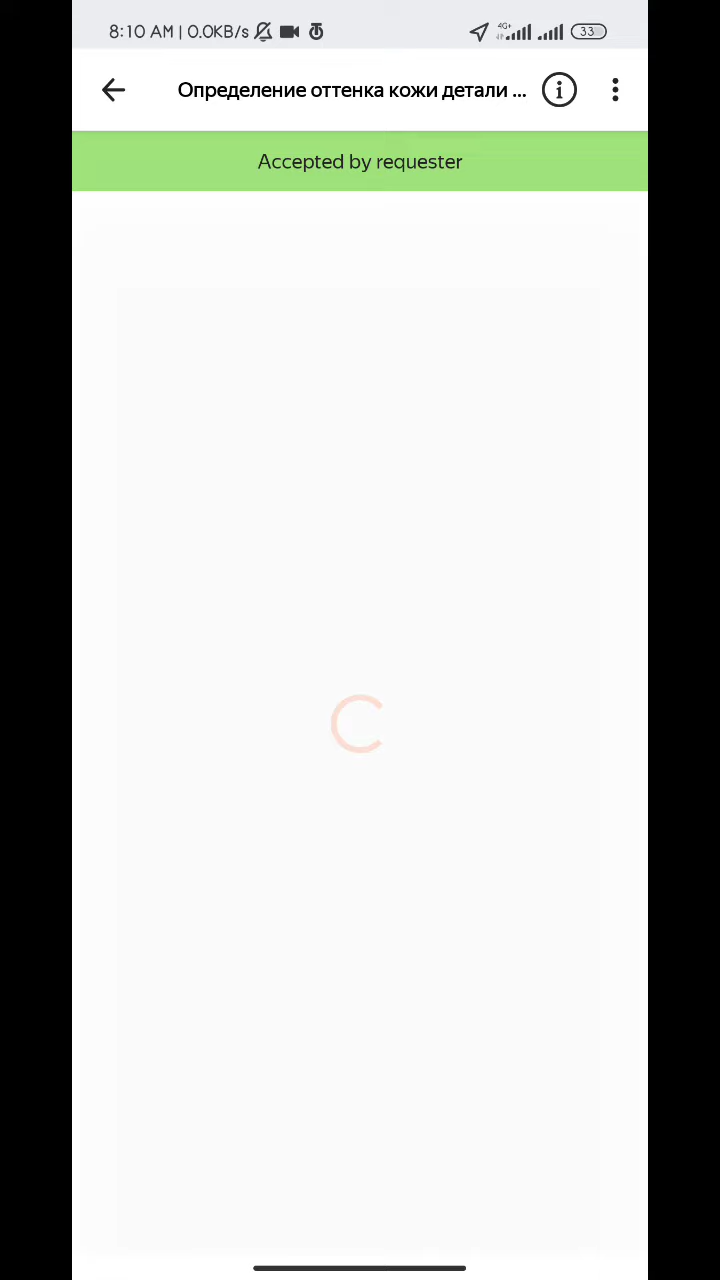 8:10 AM | 0.0KB/s 4G+ 33
Определение оттенка кожи детали ...
Accepted by requester